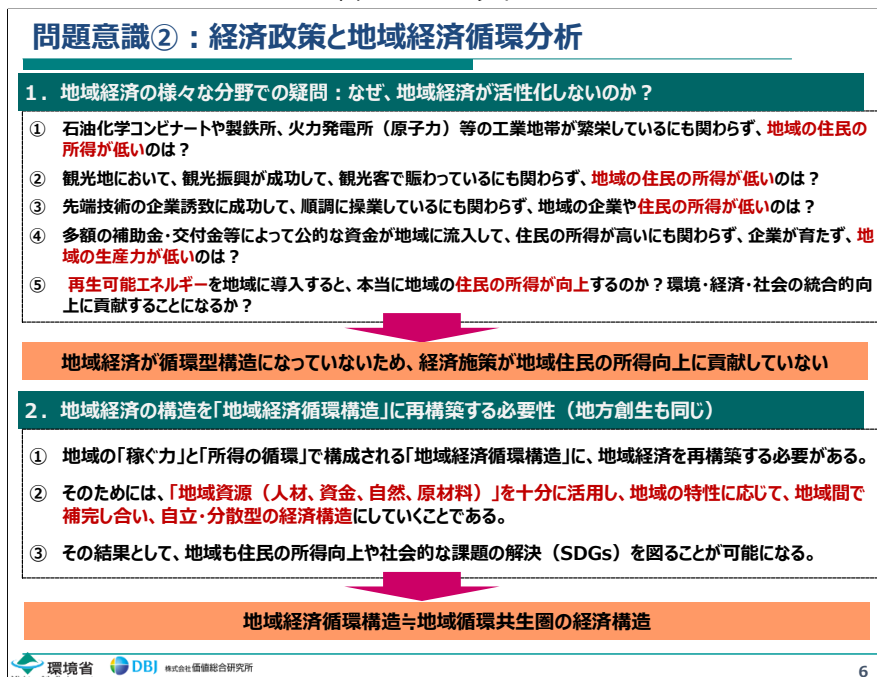 問題意識②:経済政策と地域経済循環分析
1.地域経済の様々な分野での疑問:なぜ、地域経済が活性化しないのか?
① 石油化学コンビナートや製鉄所、火力発電所(原子力)等の工業地帯が繁栄しているにも関わらず、地域の住民の
所得が低いのは?
② 観光地において、観光振興が成功して、観光客で賑わっているにも関わらず、地域の住民の所得が低いのは?
③ 先端技術の企業誘致に成功して、順調に操業しているにも関わらず、地域の企業や住民の所得が低いのは?
④ 多額の補助金・交付金等によって公的な資金が地域に流入して、住民の所得が高いにも関わらず、企業が育たず、地
域の生産力が低いのは?
⑤ 再生可能エネルギーを地域に導入すると、本当に地域の住民の所得が向上するのか?環境・経済・社会の統合的向
上に貢献することになるか?
地域経済が循環型構造になっていないため、経済施策が地域住民の所得向上に貢献していない
2.地域経済の構造を「地域経済循環構造」に再構築する必要性(地方創生も同じ)
① 地域の「稼ぐ力」と「所得の循環」で構成される「地域経済循環構造」に、地域経済を再構築する必要がある。
② そのためには、「地域資源(人材、資金、自然、原材料)」を十分に活用し、地域の特性に応じて、地域間で
補完し合い、自立・分散型の経済構造にしていくことである。
③ その結果として、地域も住民の所得向上や社会的な課題の解決(SDGs)を図ることが可能になる。
地域経済循環構造≒地域循環共生圏の経済構造
環境省 DBJ 株式会社価値総合研究所
6